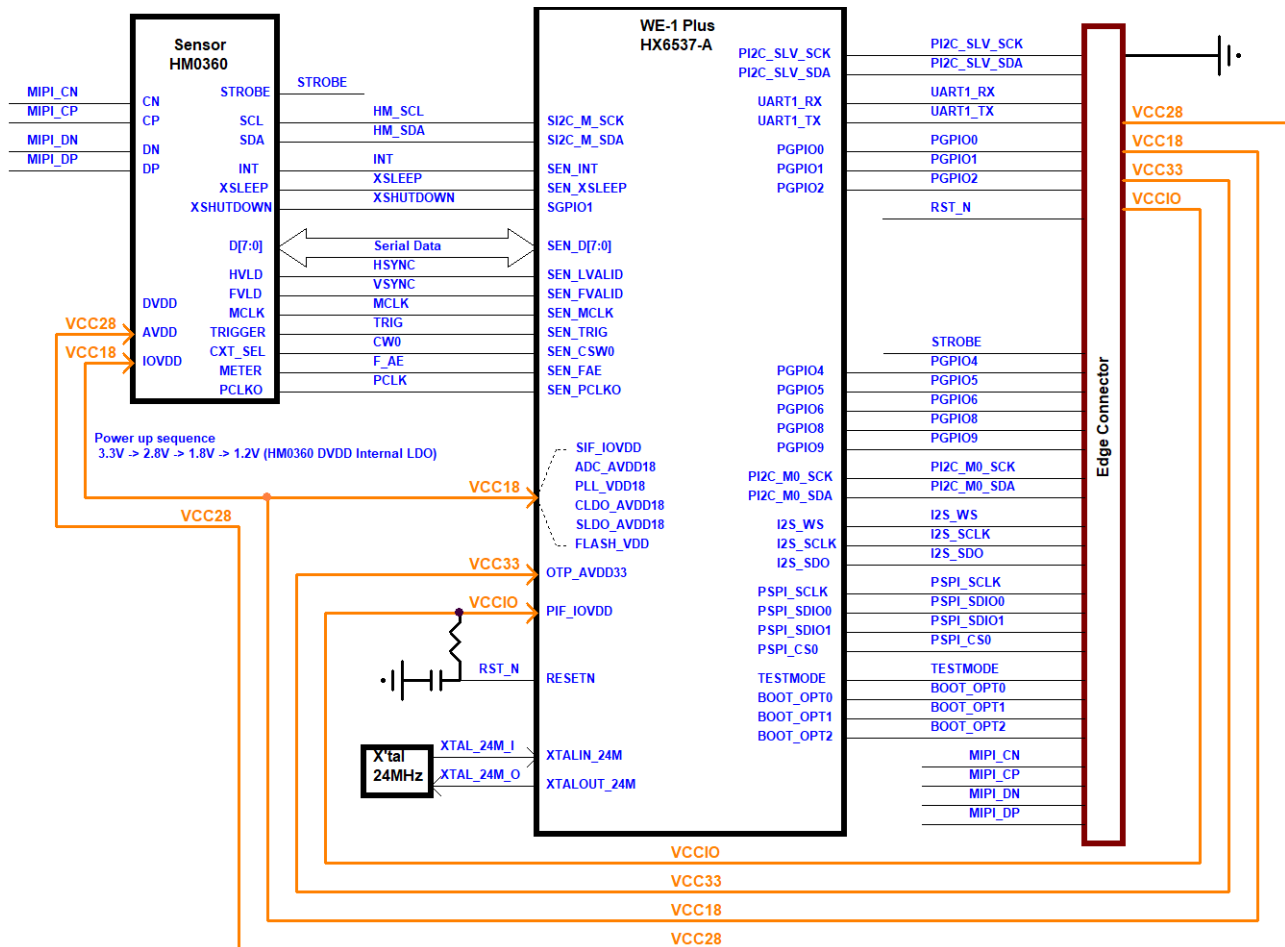 Sensor
HM0360
MIPI_CN
MIPI_CP
MIPI_DN
MIPI_DP
CN
CP
DN
DP
STROBE
SCL
SDA
INT
XSLEEP
XSHUTDOWN
D[7:0]
HVLD
FVLD
MCLK
TRIGGER
CXT_SEL
METER
PCLKO
DVDD
AVDD
IOVDD
VCC28
VCC18
STROBE
HM_SCL
HM_SDA
INT
XSLEEP
XSHUTDOWN
Serial Data
HSYNC
VSYNC
MCLK
TRIG
CW0
F_AE
PCLK
Power up sequence
3.3V -> 2.8V -> 1.8V -> 1.2V (HM0360 DVDD Internal LDO)
VCC18
VCC28
VCC33
VCCIO
RST_N
X'tal
24MHz
XTAL_24M_I
XTAL_24M_O
WE-1 Plus
HX6537-A
SI2C_M_SCK
SI2C_M_SDA
SEN_INT
SEN_XSLEEP
SGPIO1
SEN_D[7:0]
SEN_LVALID
SEN_FVALID
SEN_MCLK
SEN_TRIG
SEN_CSW0
SEN_FAE
SEN_PCLKO
SIF_IOVDD
ADC_AVDD18
PLL_VDD18
CLDO_AVDD18
SLDO_AVDD18
FLASH_VDD
OTP_AVDD33
PIF_IOVDD
RESETN
XTALIN_24M
XTALOUT_24M
PI2C_SLV_SCK
PI2C_SLV_SDA
UART1_RX
UART1_TX
PGPIO0
PGPIO1
PGPIO2
PGPIO4
PGPIO5
PGPIO6
PGPIO8
PGPIO9
PI2C_M0_SCK
PI2C_M0_SDA
I2S_WS
I2S_SCLK
I2S_SDO
PSPI_SCLK
PSPI_SDIO0
PSPI_SDIO1
PSPI_CS0
TESTMODE
BOOT_OPT0
BOOT_OPT1
BOOT_OPT2
PI2C_SLV_SCK
PI2C_SLV_SDA
UART1_RX
UART1_TX
PGPIO0
PGPIO1
PGPIO2
RST_N
STROBE
PGPIO4
PGPIO5
PGPIO6
PGPIO8
PGPIO9
PI2C_M0_SCK
PI2C_M0_SDA
I2S_WS
I2S_SCLK
I2S_SDO
PSPI_SCLK
PSPI_SDIO0
PSPI_SDIO1
PSPI_CS0
TESTMODE
BOOT_OPT0
BOOT_OPT1
BOOT_OPT2
MIPI_CN
MIPI_CP
MIPI_DN
MIPI_DP
Edge Connector
VCC28
VCC18
VCC33
VCCIO
VCCIO
VCC33
VCC18
VCC28